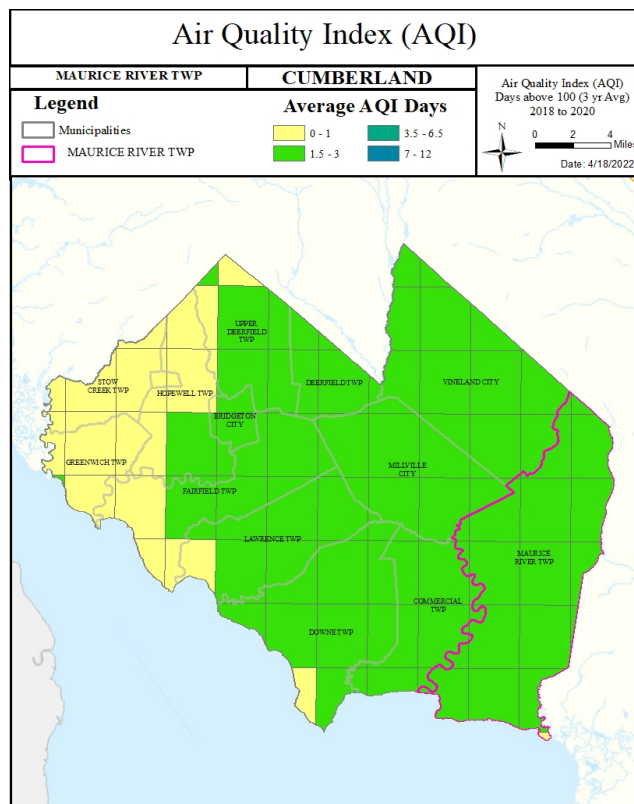 Air Quality Index (AQI)
MAURICE RIVER TWP
CUMBERLAND
Legend
Municipalities
MAURICE RIVER TWP
Average AQI Days
0 - 1
1.5 - 3
3.5 - 6.5
7 - 12
Air Quality Index (AQI)
Days above 100 (3 yr Avg)
2018 to 2020
N
0 2 4
Miles
Date: 4/18/2022
UPPER
DEERFIELD
TWP
STOW
CREEK TWP
HOPEWELL TWP
DEERFIELD TWP
VINELAND CITY
BRIDGETON
CITY
GREENWICH TWP
MILLVILLE
CITY
FAIRFIELD TWP
LAWRENCE TWP
MAURICE
RIVER TWP
COMMERCIAL
TWP
DOWNE TWP